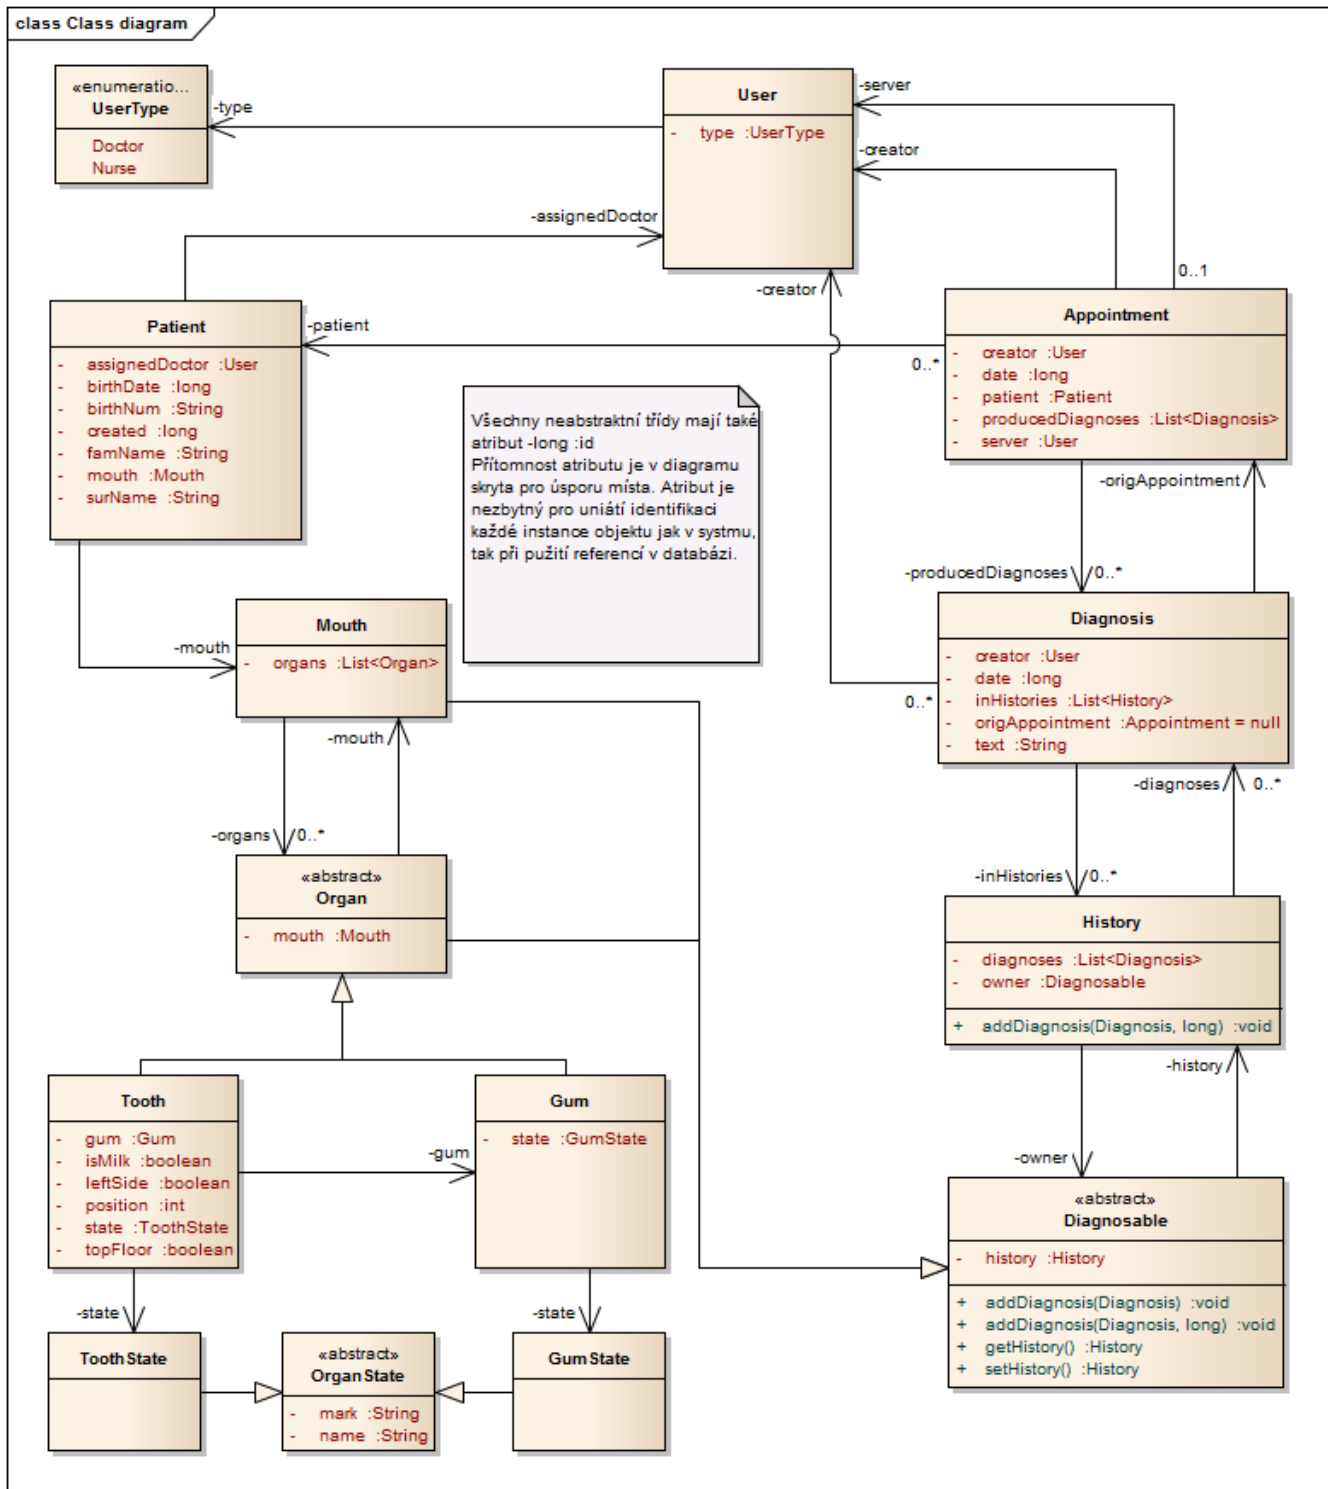 class Class diagram
«enumeratio...
UserType
Doctor
Nurse
-type
User
- type :UserType
-server
-creator
-assignedDoctor
-creator
0..1
Patient
- assignedDoctor :User
- birthDate :long
- birthNum :String
- created :long
- famName :String
- mouth :Mouth
- surName :String
-patient
0..*
Appointment
- creator :User
- date :long
- patient :Patient
- producedDiagnoses :List<Diagnosis>
- server :User
Všechny neabstraktní třídy mají také
atribut -long :id
Přítomnost atributu je v diagramu
skryta pro úsporu místa. Atribut je
nezbytný pro uniátí identifikaci
každé instance objektu jak v systmu,
tak při pužití referencí v databázi.
-origAppointment
-producedDiagnoses
0..*
-mouth
Mouth
- organs :List<Organ>
Diagnosis
- creator :User
- date :long
- inHistories :List<History>
- origAppointment :Appointment = null
- text :String
0..*
-mouth
-organs
0..*
-diagnoses
0..*
-inHistories
0..*
«abstract»
Organ
- mouth :Mouth
History
- diagnoses :List<Diagnosis>
- owner :Diagnosable
+ addDiagnosis(Diagnosis, long) :void
-history
-owner
Tooth
- gum :Gum
- isMilk :boolean
- leftSide :boolean
- position :int
- state :ToothState
- topFloor :boolean
-gum
Gum
- state :GumState
«abstract»
Diagnosable
- history :History
+ addDiagnosis(Diagnosis) :void
+ addDiagnosis(Diagnosis, long) :void
+ getHistory() :History
+ setHistory() :History
-state
-state
ToothState
«abstract»
OrganState
- mark :String
- name :String
GumState